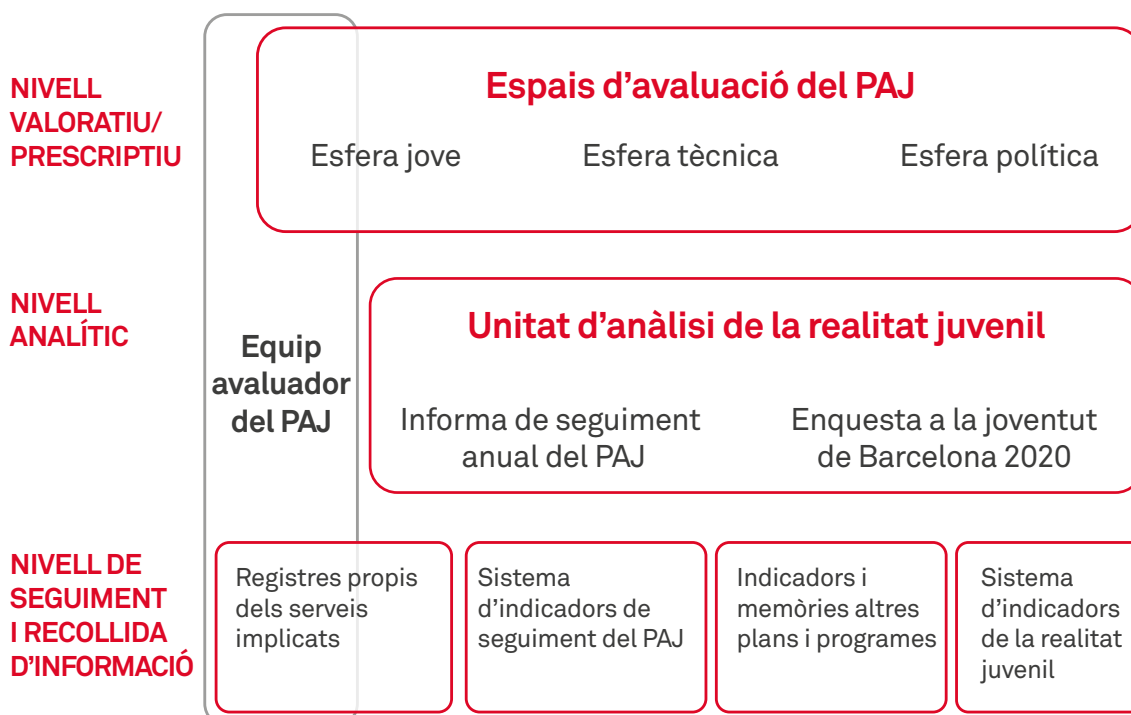 NIVELL
VALORATIU/
PRESCRIPTIU
Espais d’avaluació del PAJ
Esfera jove
Esfera tècnica
Esfera política
NIVELL
ANALÍTIC
Equip
avaluador
del PAJ
Unitat d’anàlisi de la realitat juvenil
Informa de seguiment
anual del PAJ
Enquesta a la joventut
de Barcelona 2020
NIVELL DE
SEGUIMENT
I RECOLLIDA
D’INFORMACIÓ
Registres propis
dels serveis
implicats
Sistema
d’indicadors de
seguiment del PAJ
Indicadors i
memòries altres
plans i programes
Sistema
d’indicadors
de la realitat
juvenil